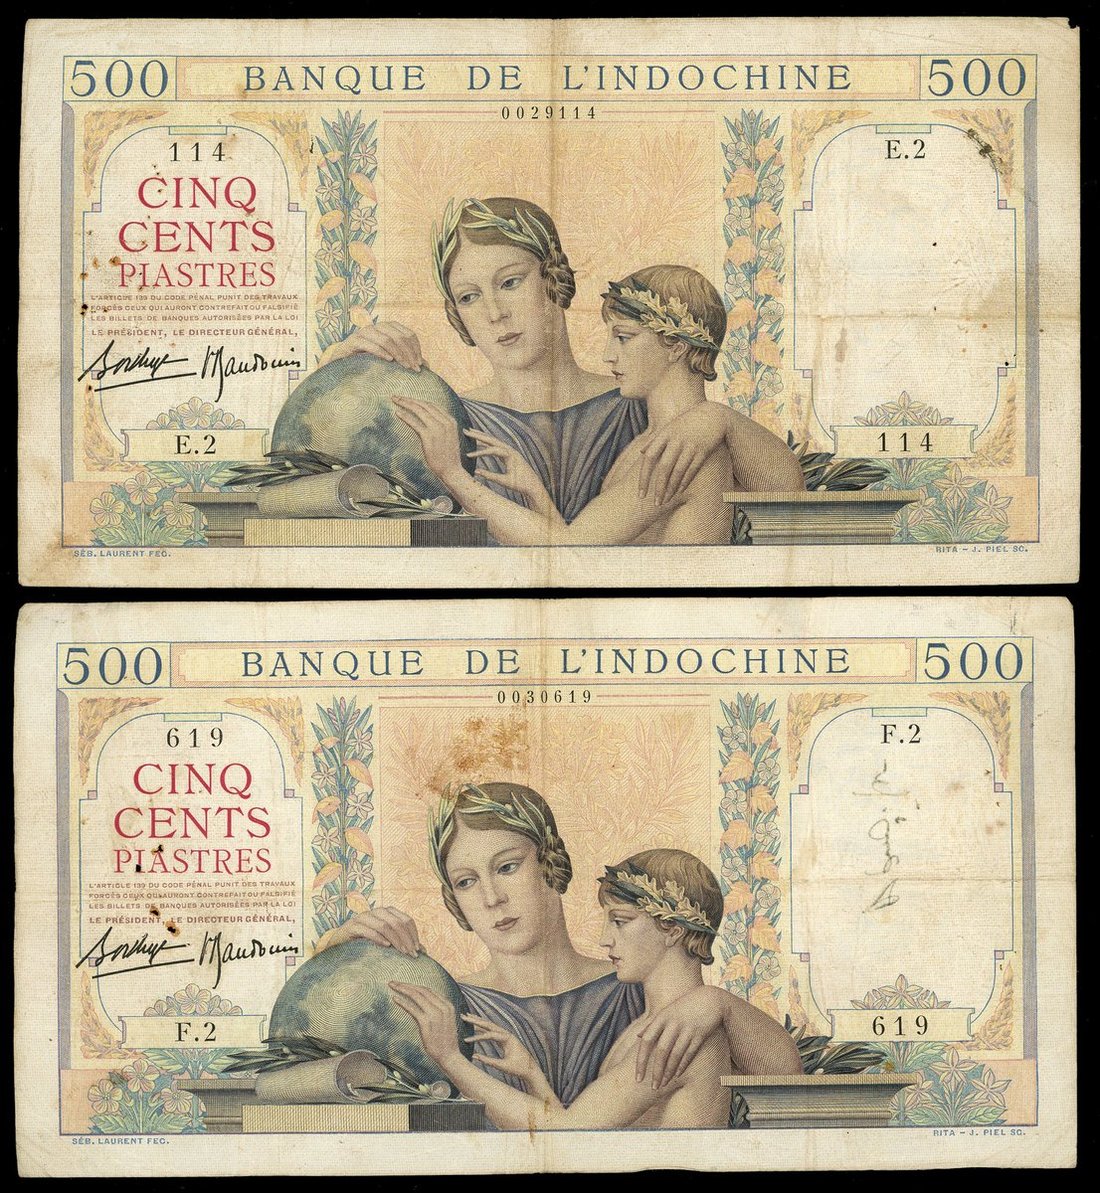 500 BANQUE DE L'INDOCHINE 500
0029114
114 E.2
CINQ
CENTS
PIASTRES
L'ARTICLE 139 DU CODE PÉNAL PUNIT DES TRAVAUX
FORCÉS CEUX QUI AURONT CONTREFAIT OU FALSIFIÉ
LES BILLETS DE BANQUES AUTORISÉES PAR LA LOI
LE PRÉSIDENT, LE DIRECTEUR GÉNÉRAL,
E.2 114
SÉB. LAURENT FEC. RITA – J. PIEL SC.
500 BANQUE DE L'INDOCHINE 500
0030619
619 F.2
CINQ
CENTS
PIASTRES
L'ARTICLE 139 DU CODE PÉNAL PUNIT DES TRAVAUX
FORCÉS CEUX QUI AURONT CONTREFAIT OU FALSIFIÉ
LES BILLETS DE BANQUES AUTORISÉES PAR LA LOI
LE PRÉSIDENT, LE DIRECTEUR GÉNÉRAL,
F.2 619
SÉB. LAURENT FEC. RITA – J. PIEL SC.